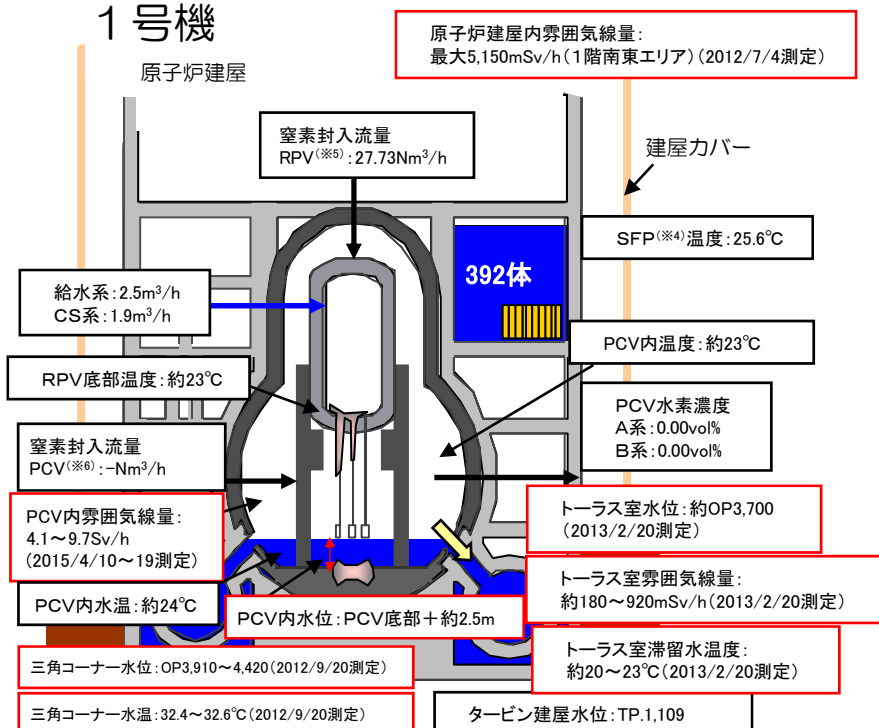 1号機
原子炉建屋
原子炉建屋内雰囲気線量:
最大5,150mSv/h(1階南東エリア)(2012/7/4測定)
窒素封入流量
RPV(※5):27.73Nm3/h
建屋カバー
SFP(※4)温度:25.6℃
392体
給水系:2.5m3/h
CS系:1.9m3/h
PCV内温度:約23℃
RPV底部温度:約23℃
PCV水素濃度
A系:0.00vol%
B系:0.00vol%
窒素封入流量
PCV(※6):-Nm3/h
PCV内雰囲気線量:
4.1~9.7Sv/h
(2015/4/10~19測定)
トーラス室水位:約OP3,700
(2013/2/20測定)
トーラス室雰囲気線量:
約180~920mSv/h(2013/2/20測定)
PCV内水温:約24℃
PCV内水位:PCV底部+約2.5m
トーラス室滞留水温度:
約20~23℃(2013/2/20測定)
三角コーナー水位:OP3,910~4,420(2012/9/20測定)
三角コーナー水温:32.4~32.6℃(2012/9/20測定)
タービン建屋水位:TP.1,109